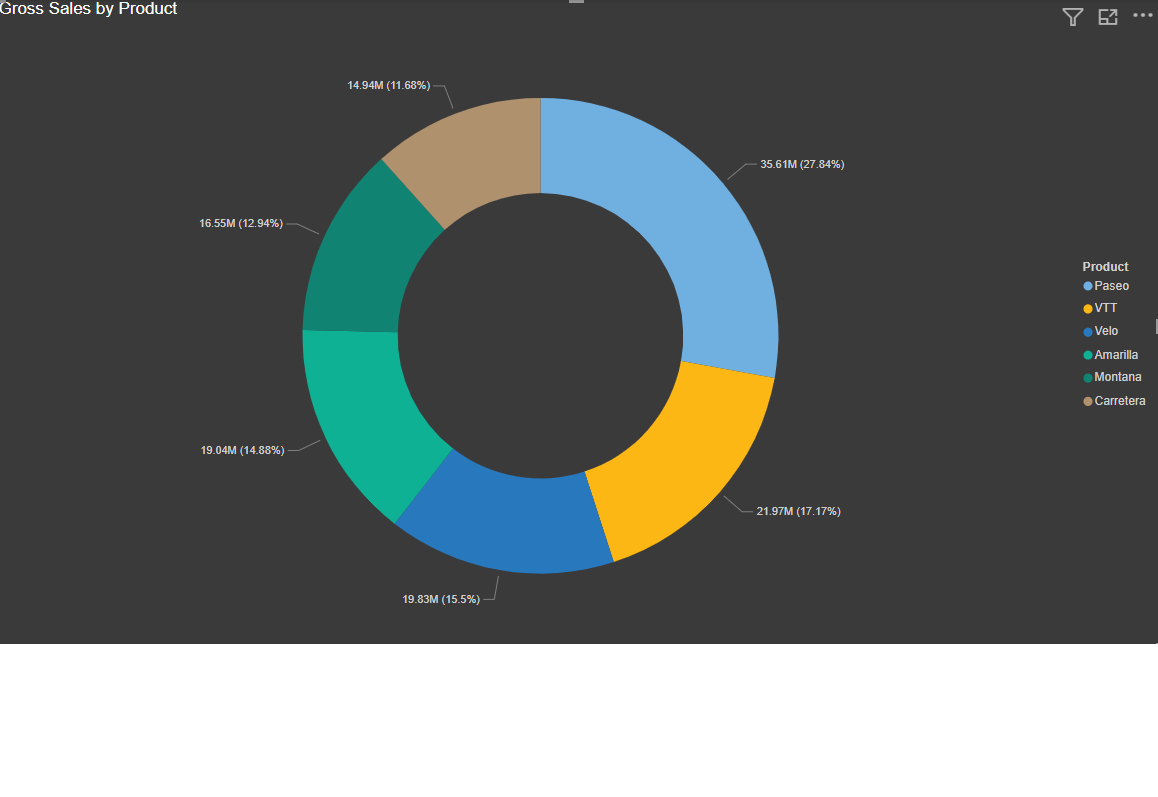 Gross Sales by Product
14.94M (11.68%)
35.61M (27.84%)
16.55M (12.94%)
19.04M (14.88%)
21.97M (17.17%)
19.83M (15.5%)
Product
Paseo
VTT
Velo
Amarilla
Montana
Carretera